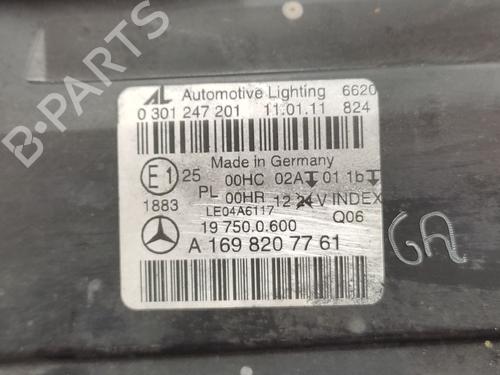 AL Automotive Lighting 6620
0 301 247 201 11.01.11 824
Made in Germany
E1 25 00HC 02A 01 1b
PL 00HR 12 24 V INDEX
1883 LE04A6117 Q06
19 750.0.600
A 169 820 77 61
GA
B